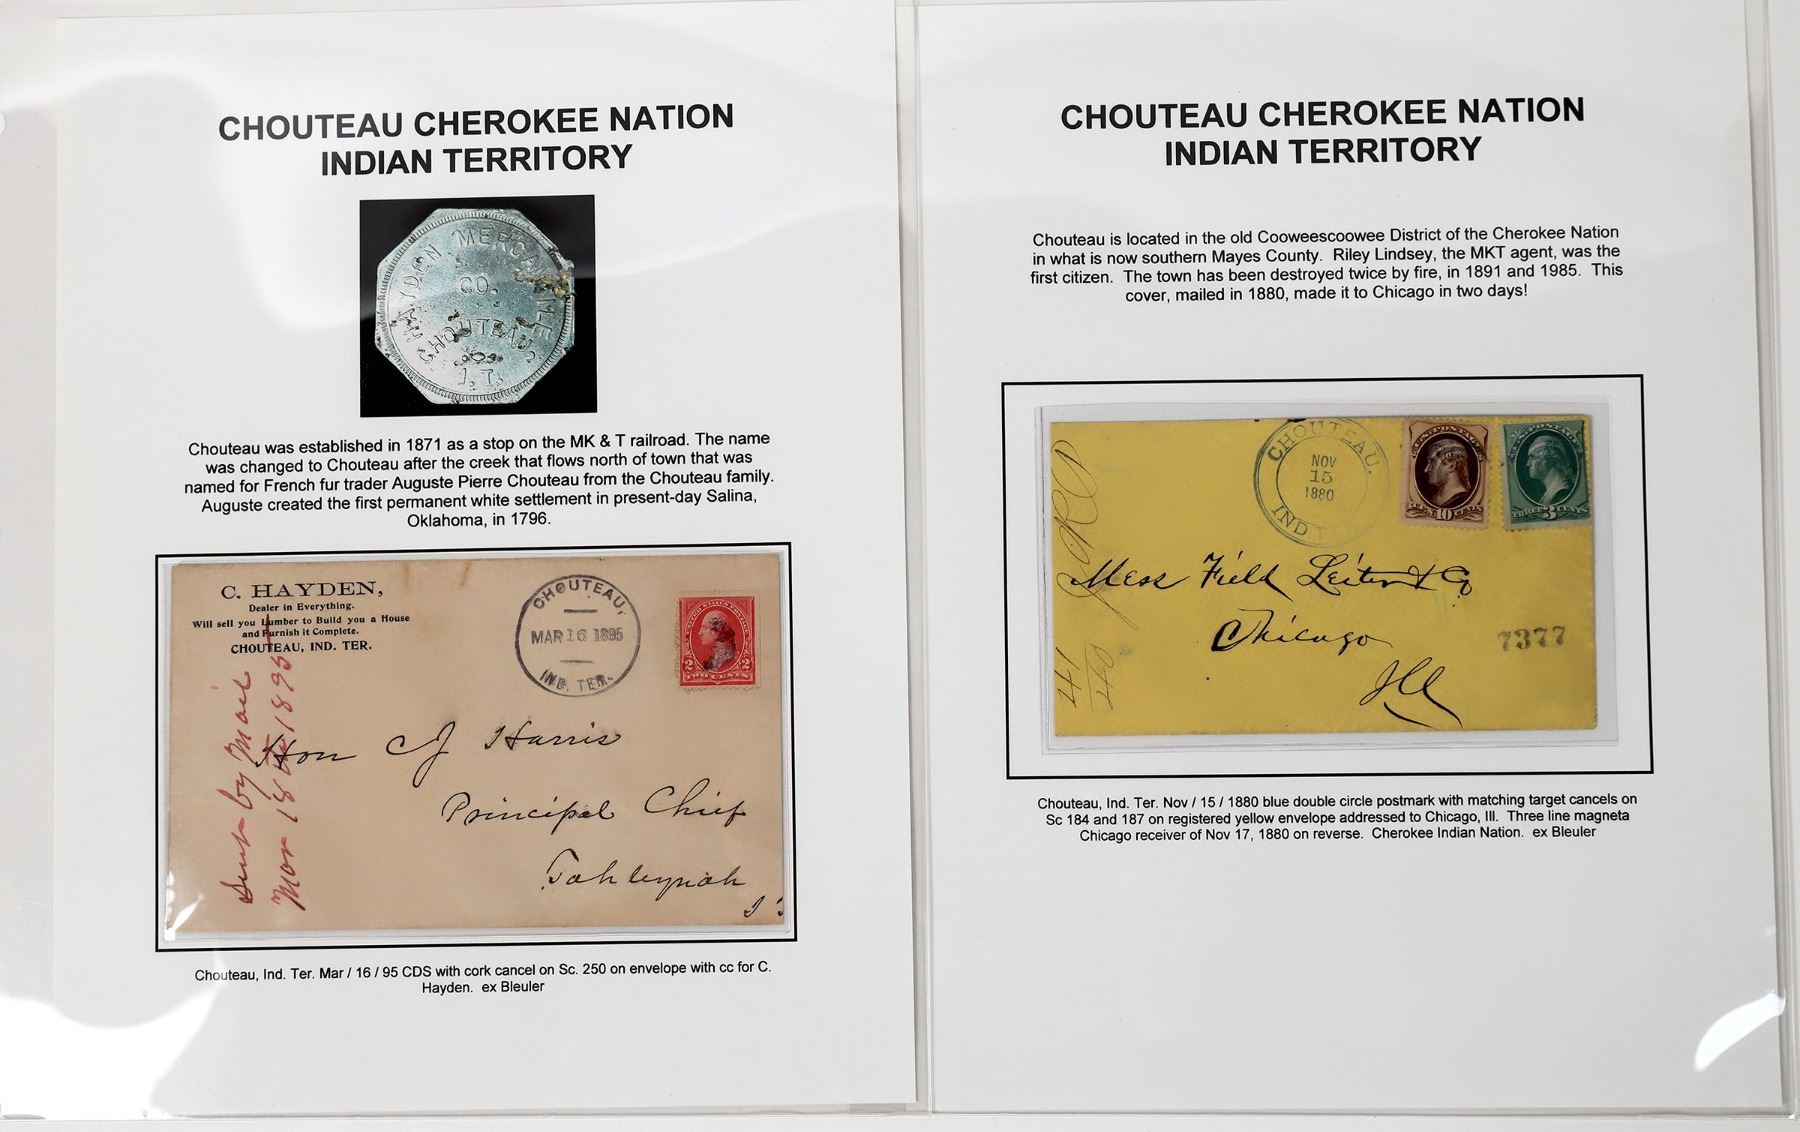 CHOUTEAU CHEROKEE NATION
INDIAN TERRITORY
HAYDEN MERCANTILE
CO.
CHOUTEAU,
I.T.
Chouteau was established in 1871 as a stop on the MK & T railroad. The name
was changed to Chouteau after the creek that flows north of town that was
named for French fur trader Auguste Pierre Chouteau from the Chouteau family.
Auguste created the first permanent white settlement in present-day Salina,
Oklahoma, in 1796.
C. HAYDEN,
Dealer in Everything.
Will sell you Lumber to Build you a House
and Furnish it Complete.
CHOUTEAU, IND. TER.
CHOUTEAU,
MAR 16 1895
IND. TER.
2 2
TWO CENTS
by Mail
1895
Hon C J Harris
Principal Chief
Tahlequah
Chouteau, Ind. Ter. Mar / 16 / 95 CDS with cork cancel on Sc. 250 on envelope with cc for C.
Hayden. ex Bleuler
CHOUTEAU CHEROKEE NATION
INDIAN TERRITORY
Chouteau is located in the old Cooweescoowee District of the Cherokee Nation
in what is now southern Mayes County. Riley Lindsey, the MKT agent, was the
first citizen. The town has been destroyed twice by fire, in 1891 and 1985. This
cover, mailed in 1880, made it to Chicago in two days!
CHOUTEAU.
NOV
15
1880
IND TER
10
THREE 3 CENTS
Mess Field Leiter & Co
Chicago
Ill
7377
41
Chouteau, Ind. Ter. Nov / 15 / 1880 blue double circle postmark with matching target cancels on
Sc 184 and 187 on registered yellow envelope addressed to Chicago, Ill. Three line magneta
Chicago receiver of Nov 17, 1880 on reverse. Cherokee Indian Nation. ex Bleuler